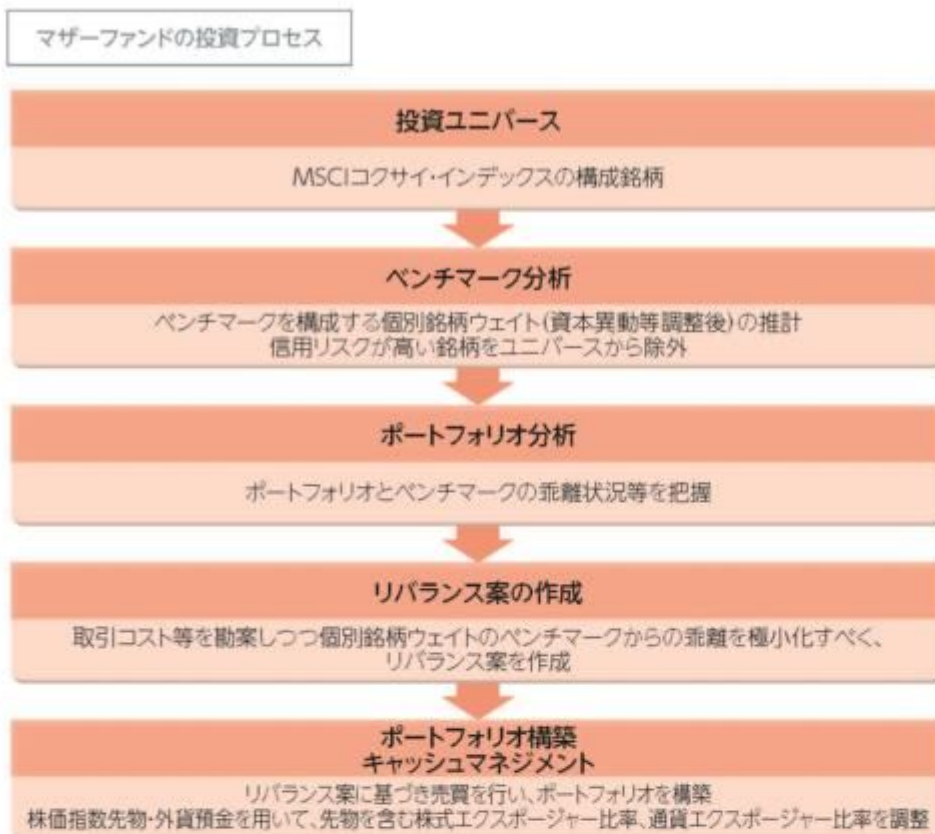 マザーファンドの投資プロセス
投資ユニバース
MSCIコクサイ・インデックスの構成銘柄
ベンチマーク分析
ベンチマークを構成する個別銘柄ウェイト(資本異動等調整後)の推計
信用リスクが高い銘柄をユニバースから除外
ポートフォリオ分析
ポートフォリオとベンチマークの乖離状況等を把握
リバランス案の作成
取引コスト等を勘案しつつ個別銘柄ウェイトのベンチマークからの乖離を極小化すべく、
リバランス案を作成
ポートフォリオ構築
キャッシュマネジメント
リバランス案に基づき売買を行い、ポートフォリオを構築
株価指数先物・外貨預金を用いて、先物を含む株式エクスポージャー比率、通貨エクスポージャー比率を調整